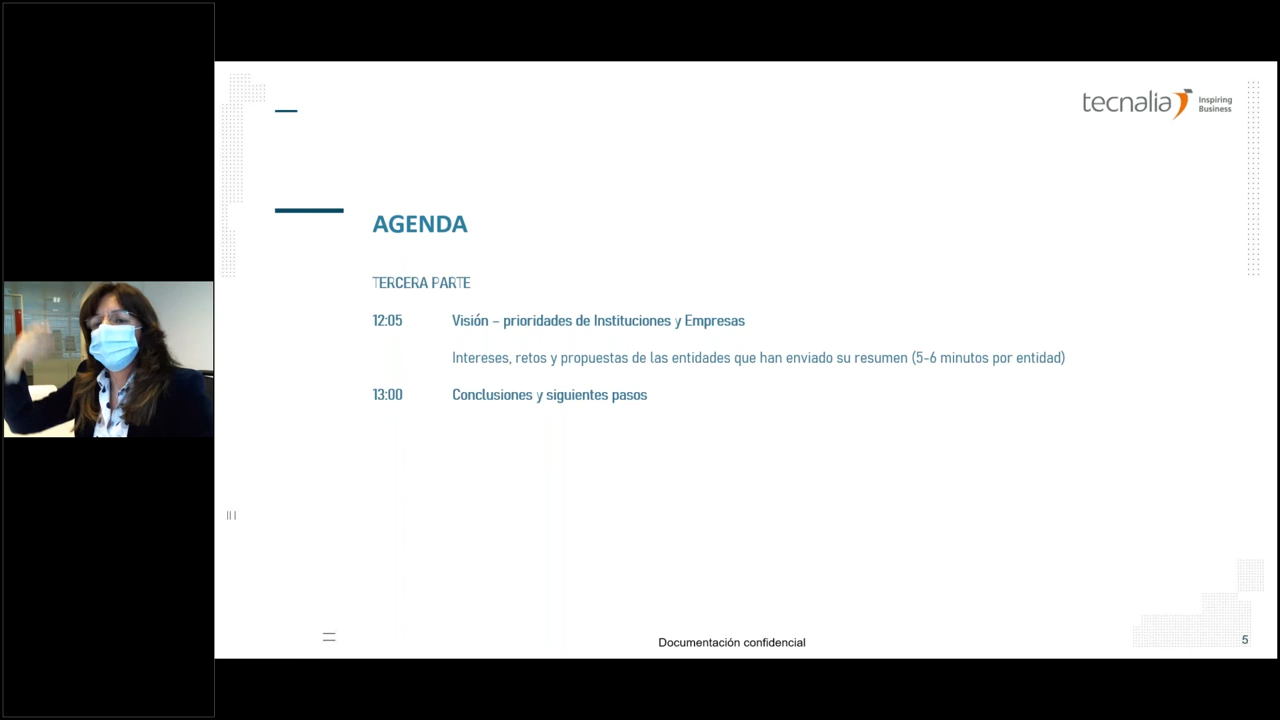 tecnalia Inspiring Business
AGENDA
TERCERA PARTE
12:05 Visión – prioridades de Instituciones y Empresas
Intereses, retos y propuestas de las entidades que han enviado su resumen (5-6 minutos por entidad)
13:00 Conclusiones y siguientes pasos
Documentación confidencial
5